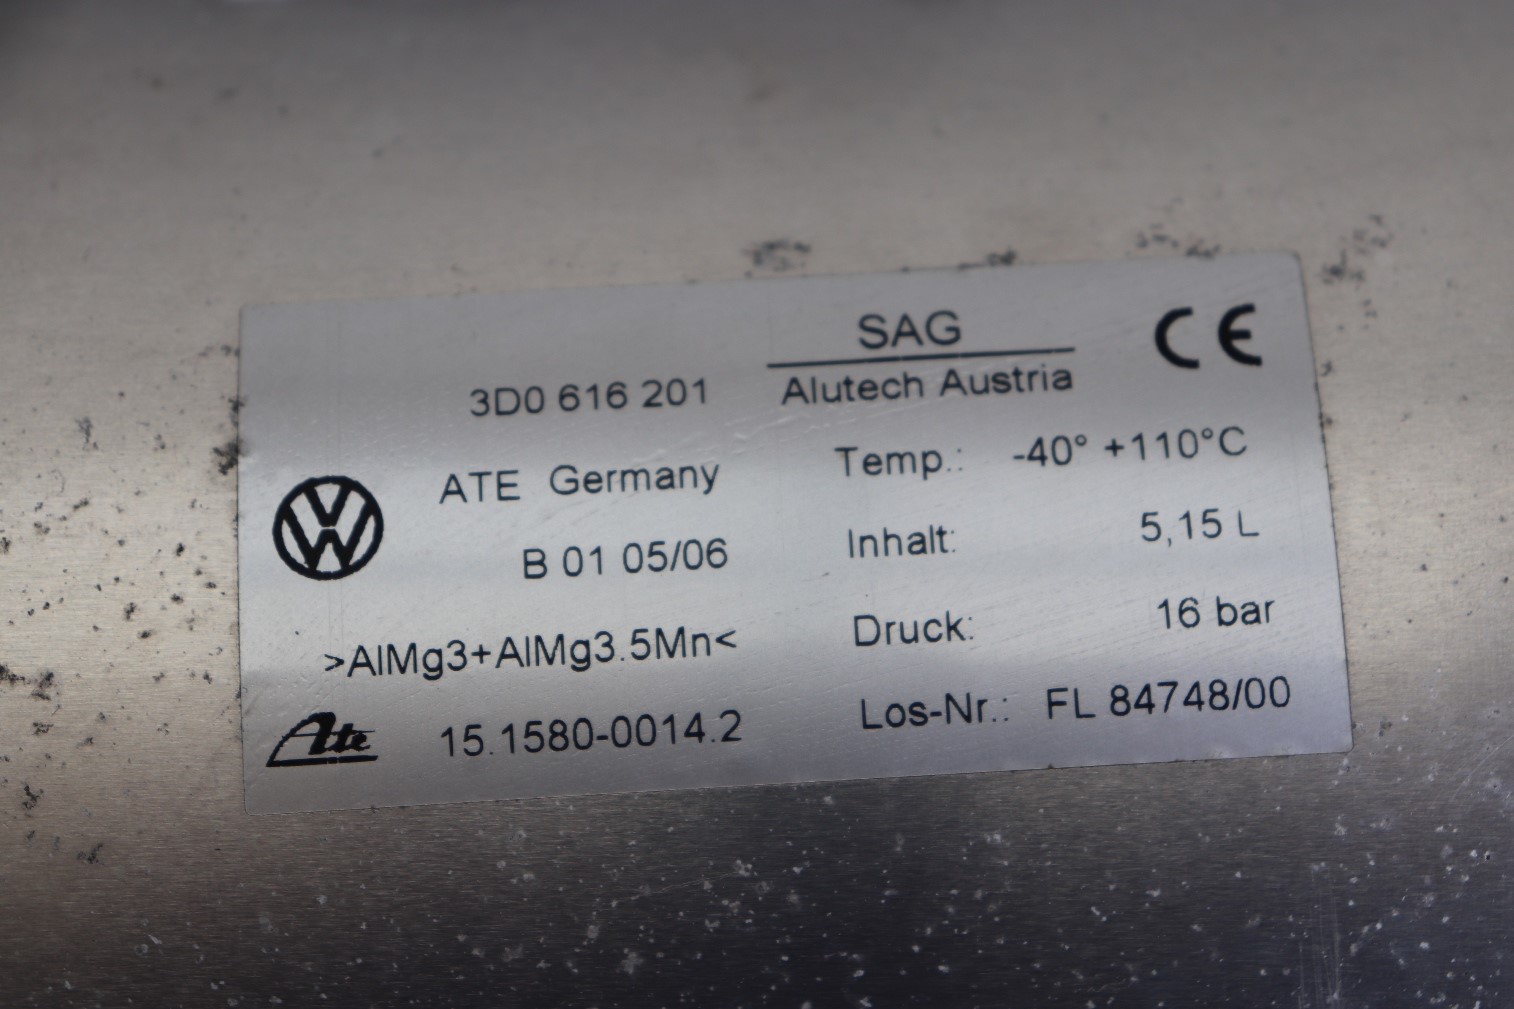 SAG
Alutech Austria
CE
3D0 616 201
ATE Germany
B 01 05/06
>AlMg3+AlMg3.5Mn<
Ate 15.1580-0014.2
Temp.: -40° +110°C
Inhalt: 5,15 L
Druck: 16 bar
Los-Nr.: FL 84748/00
VW